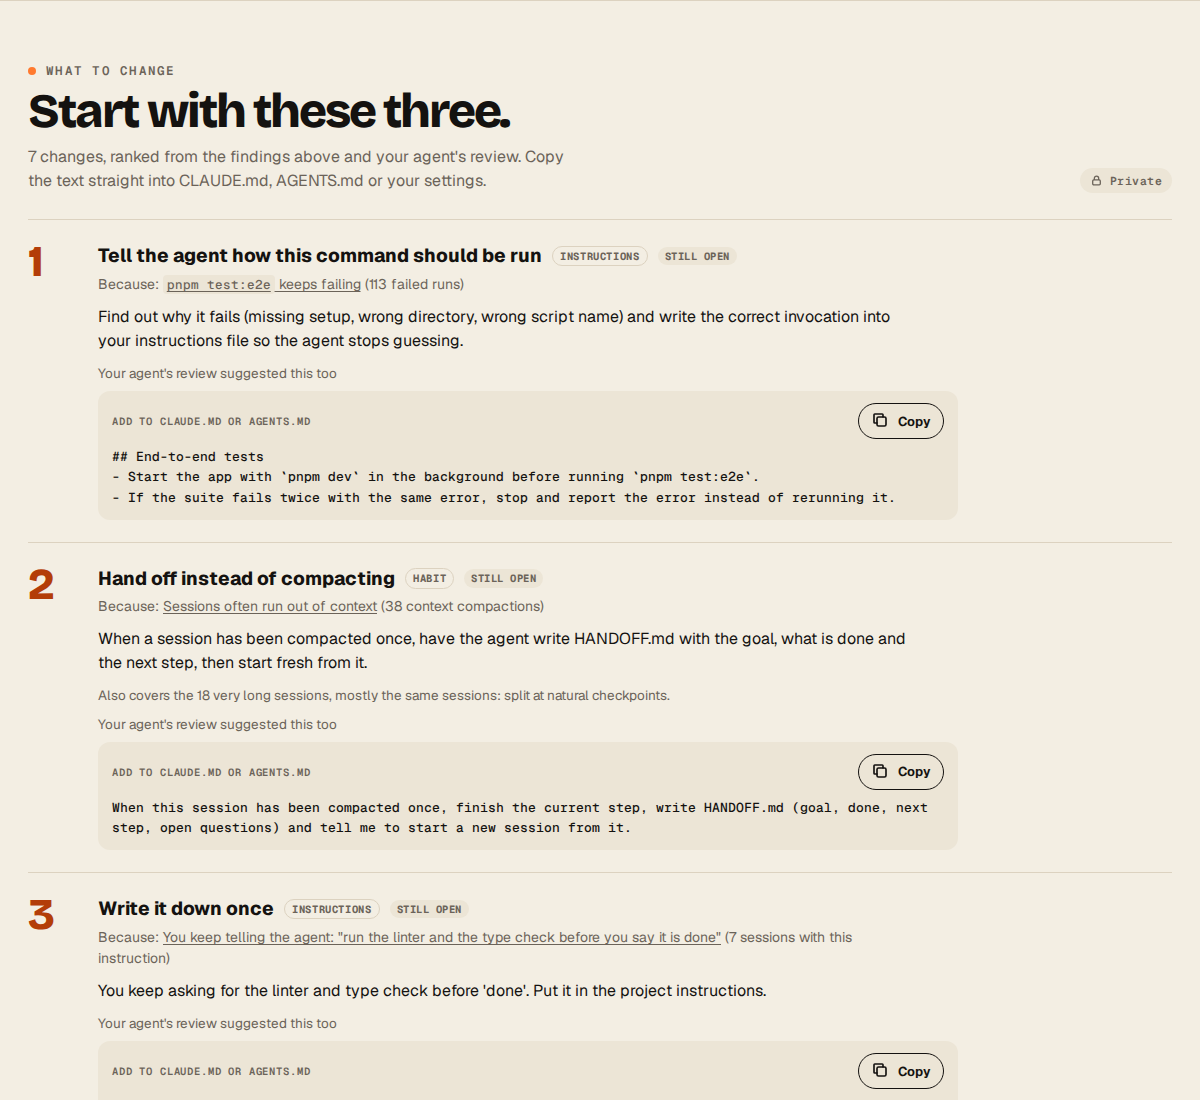 WHAT TO CHANGE
Start with these three.
7 changes, ranked from the findings above and your agent's review. Copy
the text straight into CLAUDE.md, AGENTS.md or your settings.
Private
1
Tell the agent how this command should be run INSTRUCTIONS STILL OPEN
Because: pnpm test:e2e keeps failing (113 failed runs)
Find out why it fails (missing setup, wrong directory, wrong script name) and write the correct invocation into
your instructions file so the agent stops guessing.
Your agent's review suggested this too
ADD TO CLAUDE.MD OR AGENTS.MD Copy
## End-to-end tests
- Start the app with `pnpm dev` in the background before running `pnpm test:e2e`.
- If the suite fails twice with the same error, stop and report the error instead of rerunning it.
2
Hand off instead of compacting HABIT STILL OPEN
Because: Sessions often run out of context (38 context compactions)
When a session has been compacted once, have the agent write HANDOFF.md with the goal, what is done and
the next step, then start fresh from it.
Also covers the 18 very long sessions, mostly the same sessions: split at natural checkpoints.
Your agent's review suggested this too
ADD TO CLAUDE.MD OR AGENTS.MD Copy
When this session has been compacted once, finish the current step, write HANDOFF.md (goal, done, next
step, open questions) and tell me to start a new session from it.
3
Write it down once INSTRUCTIONS STILL OPEN
Because: You keep telling the agent: "run the linter and the type check before you say it is done" (7 sessions with this
instruction)
You keep asking for the linter and type check before 'done'. Put it in the project instructions.
Your agent's review suggested this too
ADD TO CLAUDE.MD OR AGENTS.MD Copy